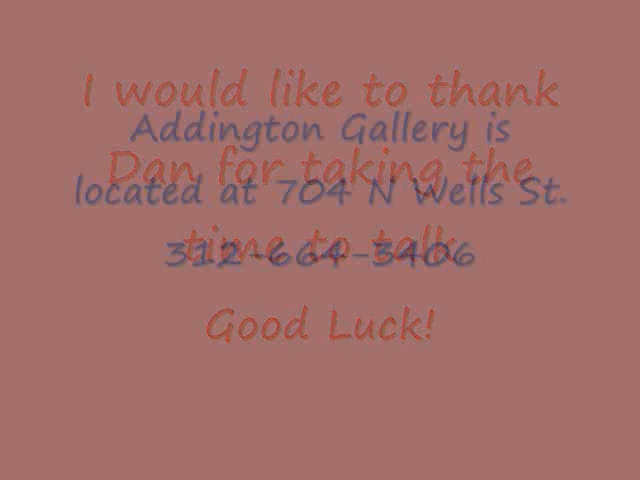 I would like to thank
Dan for taking the
time to talk
Good Luck!
Addington Gallery is
located at 704 N Wells St.
312-664-3406